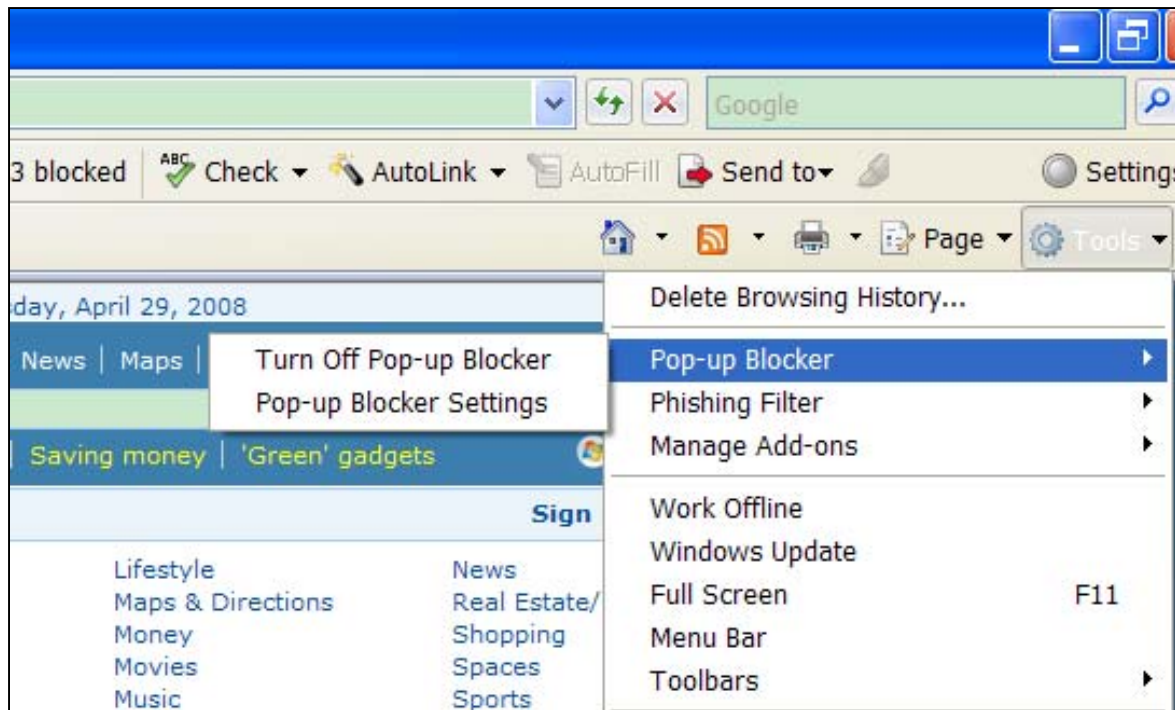 Google
3 blocked ABC Check AutoLink AutoFill Send to Settings
Page Tools
day, April 29, 2008
News | Maps |
Saving money | 'Green' gadgets
Sign
Lifestyle
Maps & Directions
Money
Movies
Music
News
Real Estate/
Shopping
Spaces
Sports
Turn Off Pop-up Blocker
Pop-up Blocker Settings
Delete Browsing History...
Pop-up Blocker
Phishing Filter
Manage Add-ons
Work Offline
Windows Update
Full Screen F11
Menu Bar
Toolbars